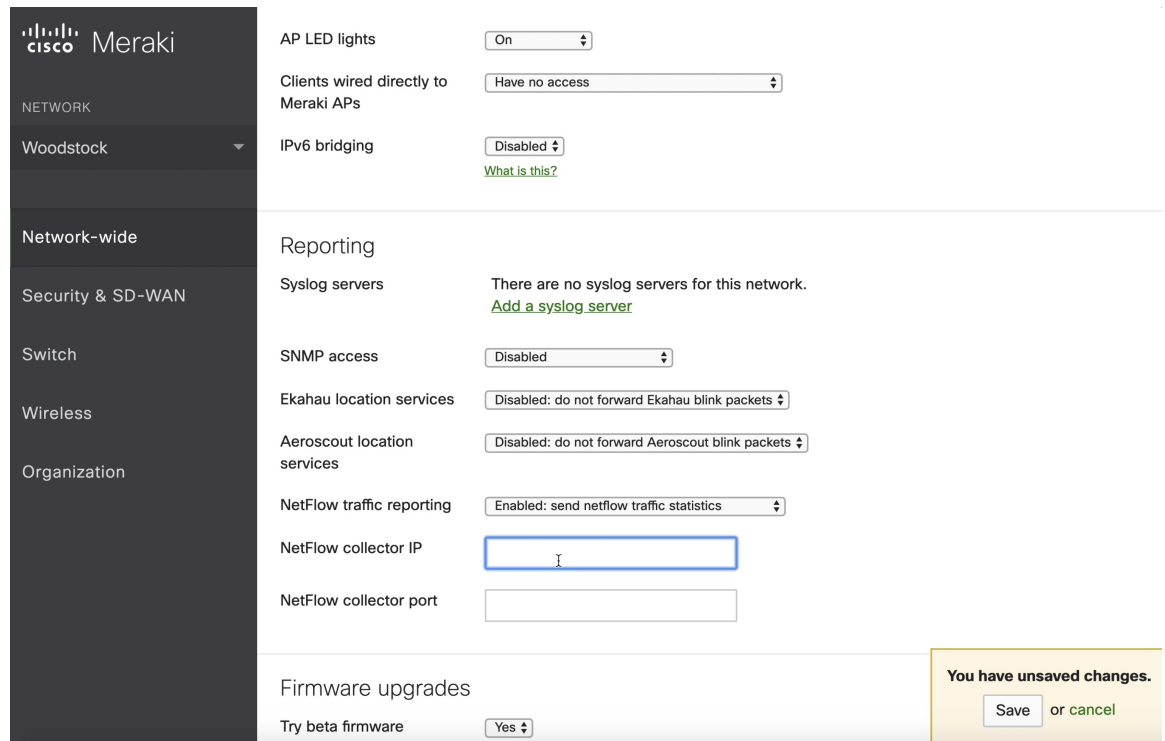 cisco Meraki
NETWORK
Woodstock
Network-wide
Security & SD-WAN
Switch
Wireless
Organization
AP LED lights
On
Clients wired directly to
Meraki APs
Have no access
IPv6 bridging
Disabled
What is this?
Reporting
Syslog servers
There are no syslog servers for this network.
Add a syslog server
SNMP access
Disabled
Ekahau location services
Disabled: do not forward Ekahau blink packets
Aeroscout location
services
Disabled: do not forward Aeroscout blink packets
NetFlow traffic reporting
Enabled: send netflow traffic statistics
NetFlow collector IP
NetFlow collector port
Firmware upgrades
Try beta firmware
Yes
You have unsaved changes.
Save or cancel